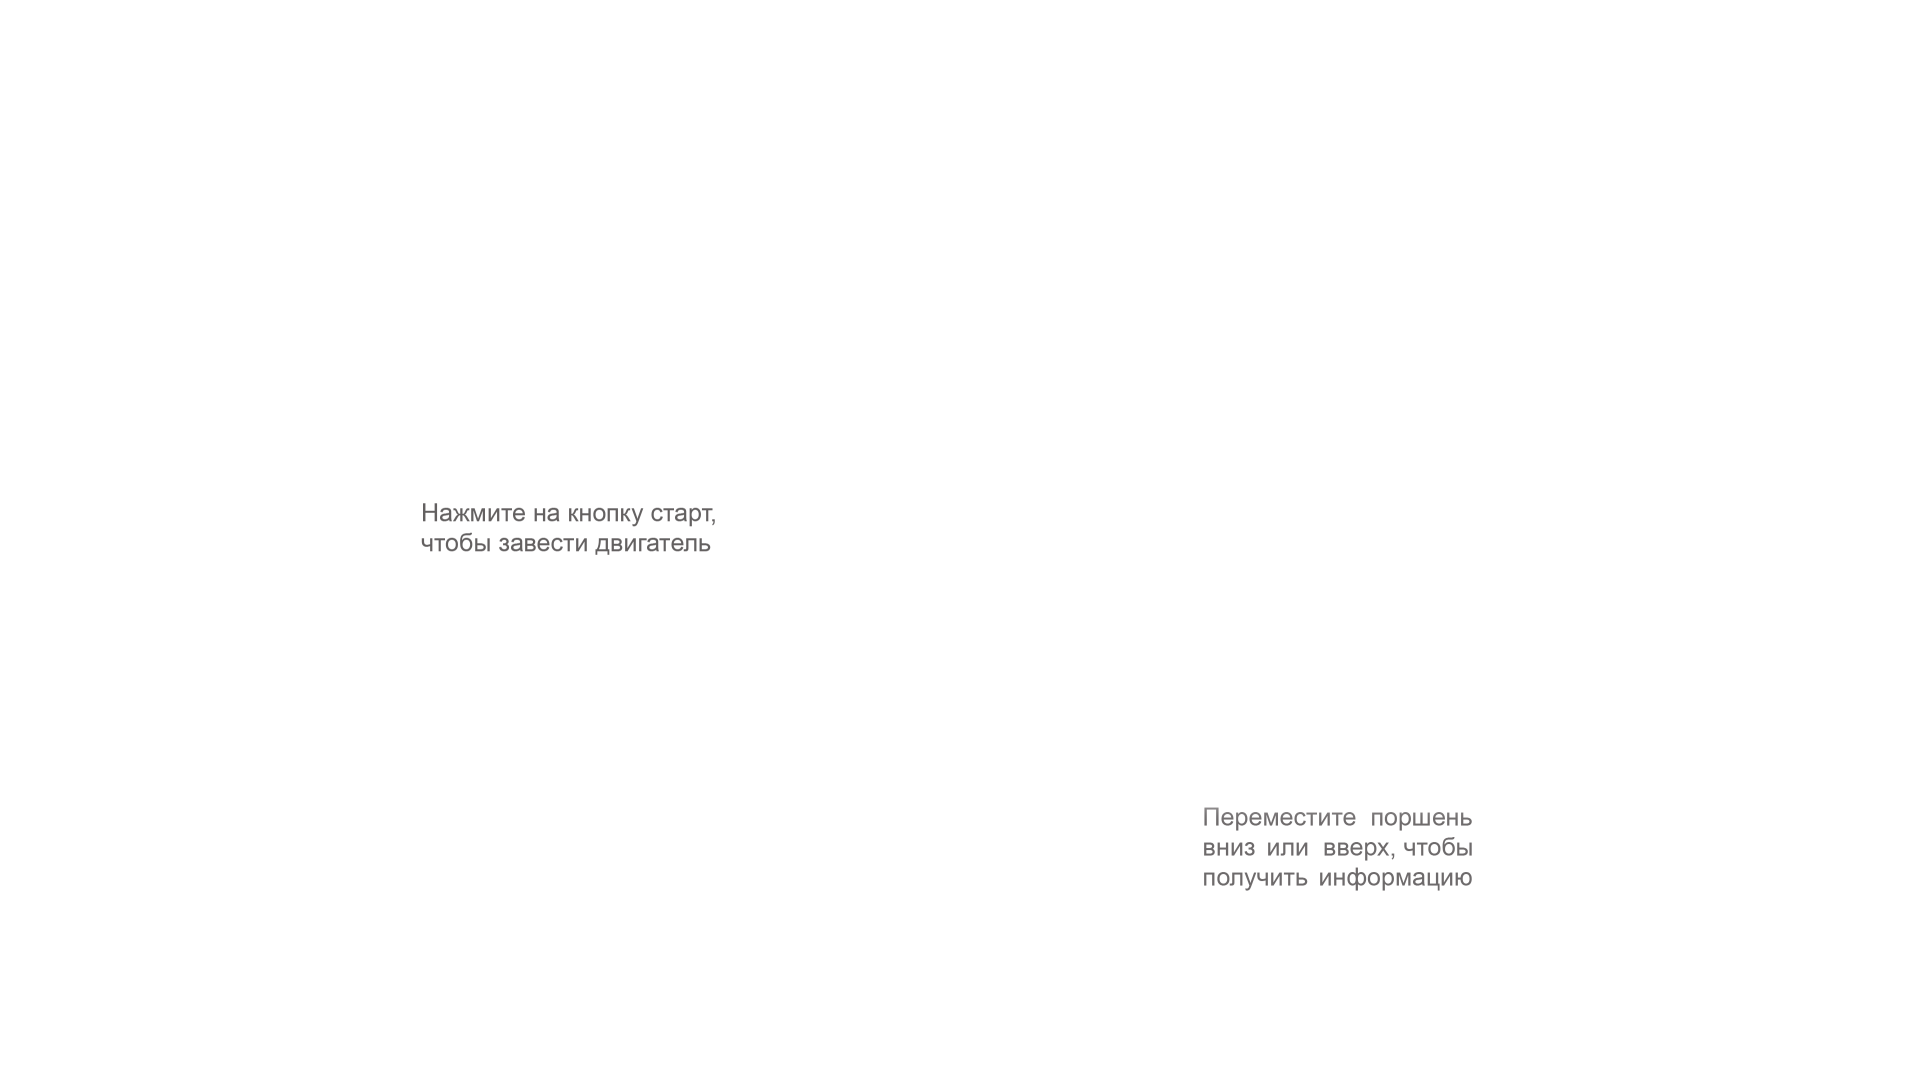 Нажмите на кнопку старт,
чтобы завести двигатель
Переместите поршень
вниз или вверх, чтобы
получить информацию